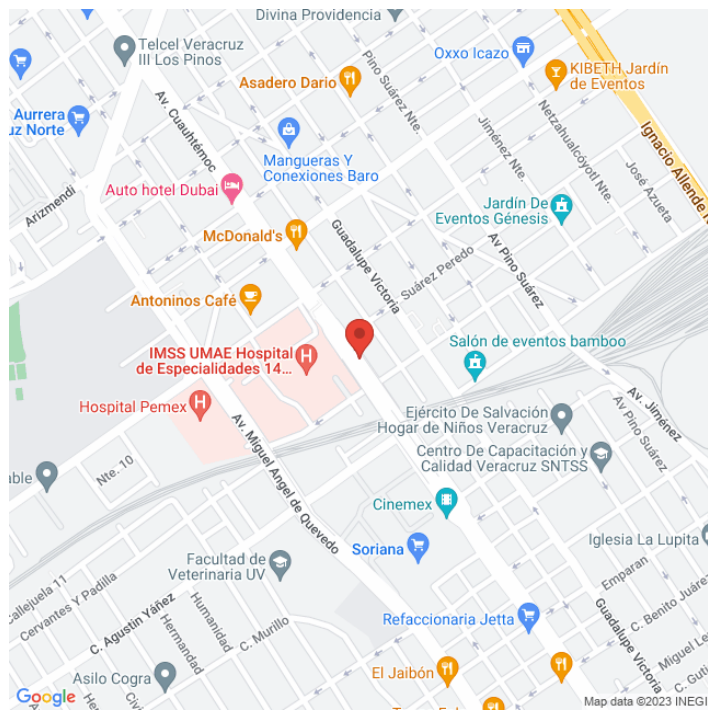 Divina Providencia
Telcel Veracruz
III Los Pinos
Oxxo Icazo
Pino Suárez Nte.
KIBETH Jardín
de Eventos
Asadero Dario
Aurrera
uz Norte
Av. Cuauhtémoc
Netzahualcóyotl Nte.
Ignacio Allende N
Jiménez Nte.
Mangueras Y
Conexiones Baro
José Azueta
Auto hotel Dubai
Arizmendi
Jardín De
Eventos Génesis
McDonald's
Guadalupe Victoria
Av Pino Suárez
Suárez Peredo
Antoninos Café
IMSS UMAE Hospital
de Especialidades 14...
Salón de eventos bamboo
Hospital Pemex
Av. Jiménez
Av Pino Suárez
Ejército De Salvación
Hogar de Niños Veracruz
Av. Miguel Angel de Quevedo
Centro De Capacitación y
Calidad Veracruz SNTSS
Nte. 10
able
Cinemex
Iglesia La Lupita
Soriana
Facultad de
Veterinaria UV
Callejuela 11
Cervantes Y Padilla
Emparan
C. Benito Juárez
C. Agustin Yáñez
Humanidad
Hermandad
C. Murillo
Refaccionaria Jetta
Guadalupe Victoria
Miguel Le
C. Guti
El Jaibón
Asilo Cogra
Google
Map data ©2023 INEGI